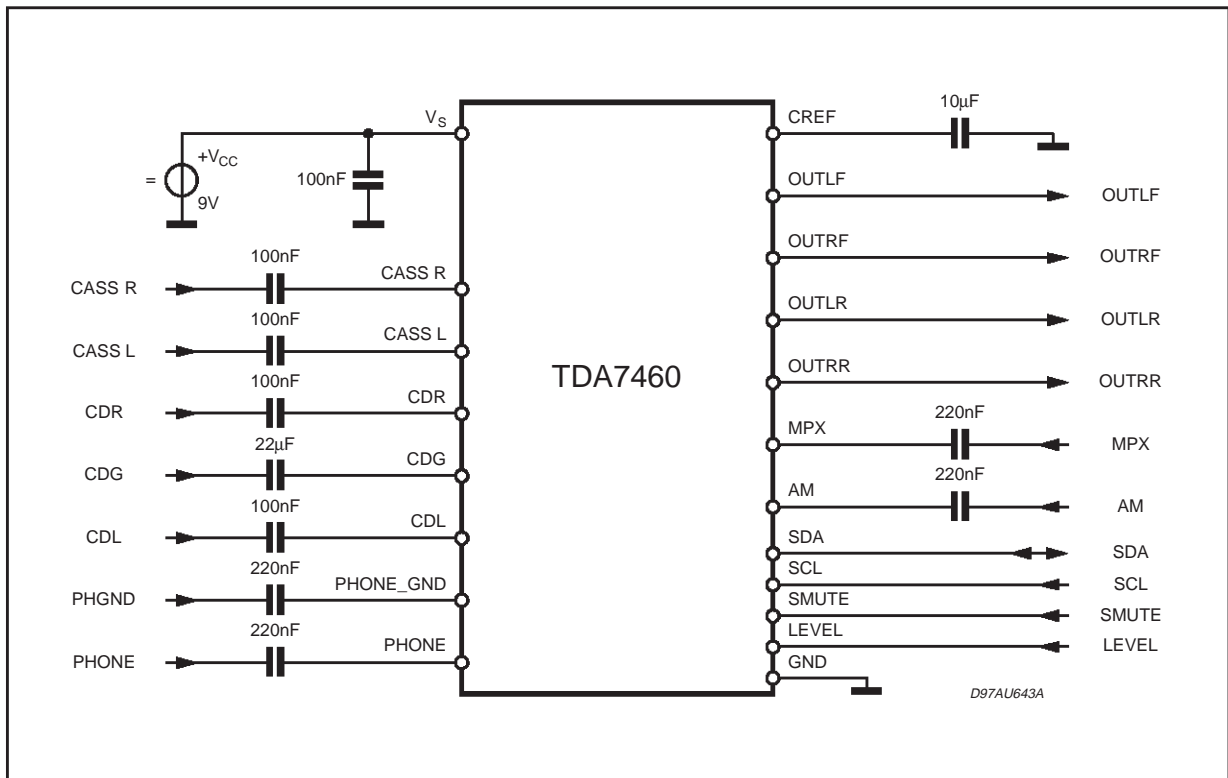 10µF
V_S
CREF
+V_CC
=
100nF
9V
OUTLF
OUTLF
100nF
OUTRF
OUTRF
CASS R
CASS R
100nF
OUTLR
OUTLR
CASS L
CASS L
TDA7460
100nF
OUTRR
OUTRR
CDR
CDR
220nF
22µF
MPX
MPX
CDG
CDG
220nF
100nF
AM
AM
CDL
CDL
SDA
SDA
220nF
SCL
SCL
PHGND
PHONE_GND
SMUTE
SMUTE
220nF
LEVEL
LEVEL
PHONE
PHONE
GND
D97AU643A